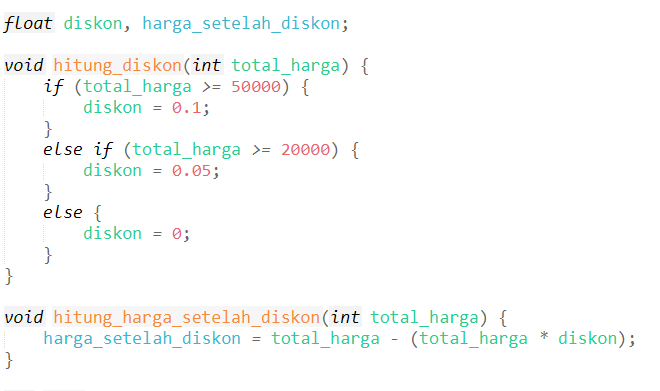 float diskon, harga_setelah_diskon;
void hitung_diskon(int total_harga) {
if (total_harga >= 50000) {
diskon = 0.1;
}
else if (total_harga >= 20000) {
diskon = 0.05;
}
else {
diskon = 0;
}
}
void hitung_harga_setelah_diskon(int total_harga) {
harga_setelah_diskon = total_harga - (total_harga * diskon);
}